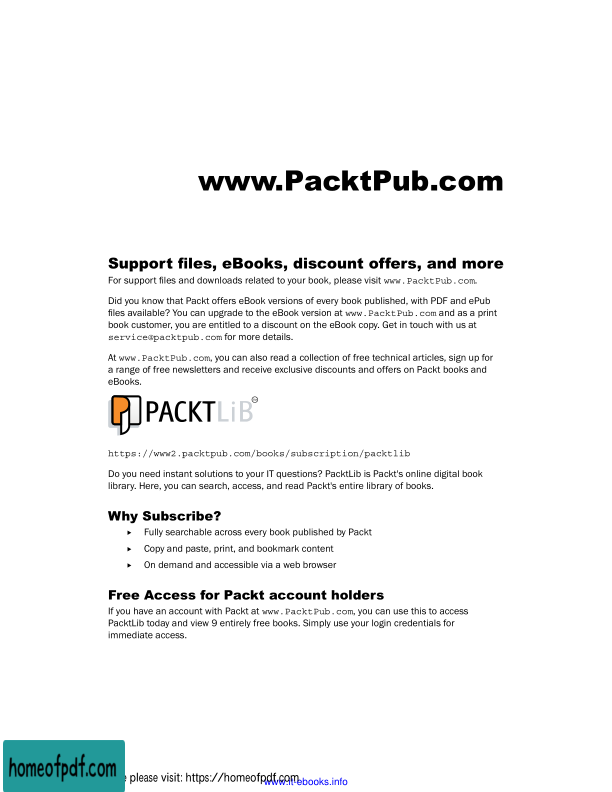 www.PacktPub.com
Support files, eBooks, discount offers, and more
For support files and downloads related to your book, please visit www.PacktPub.com.
Did you know that Packt offers eBook versions of every book published, with PDF and ePub
files available? You can upgrade to the eBook version at www.PacktPub.com and as a print
book customer, you are entitled to a discount on the eBook copy. Get in touch with us at
service@packtpub.com for more details.
At www.PacktPub.com, you can also read a collection of free technical articles, sign up for
a range of free newsletters and receive exclusive discounts and offers on Packt books and
eBooks.
PACKTLiB
https://www2.packtpub.com/books/subscription/packtlib
Do you need instant solutions to your IT questions? PacktLib is Packt's online digital book
library. Here, you can search, access, and read Packt's entire library of books.
Why Subscribe?
▸ Fully searchable across every book published by Packt
▸ Copy and paste, print, and bookmark content
▸ On demand and accessible via a web browser
Free Access for Packt account holders
If you have an account with Packt at www.PacktPub.com, you can use this to access
PacktLib today and view 9 entirely free books. Simply use your login credentials for
immediate access.
homeofpdf.com
please visit: https://homeofpdf.com
www.it-ebooks.info